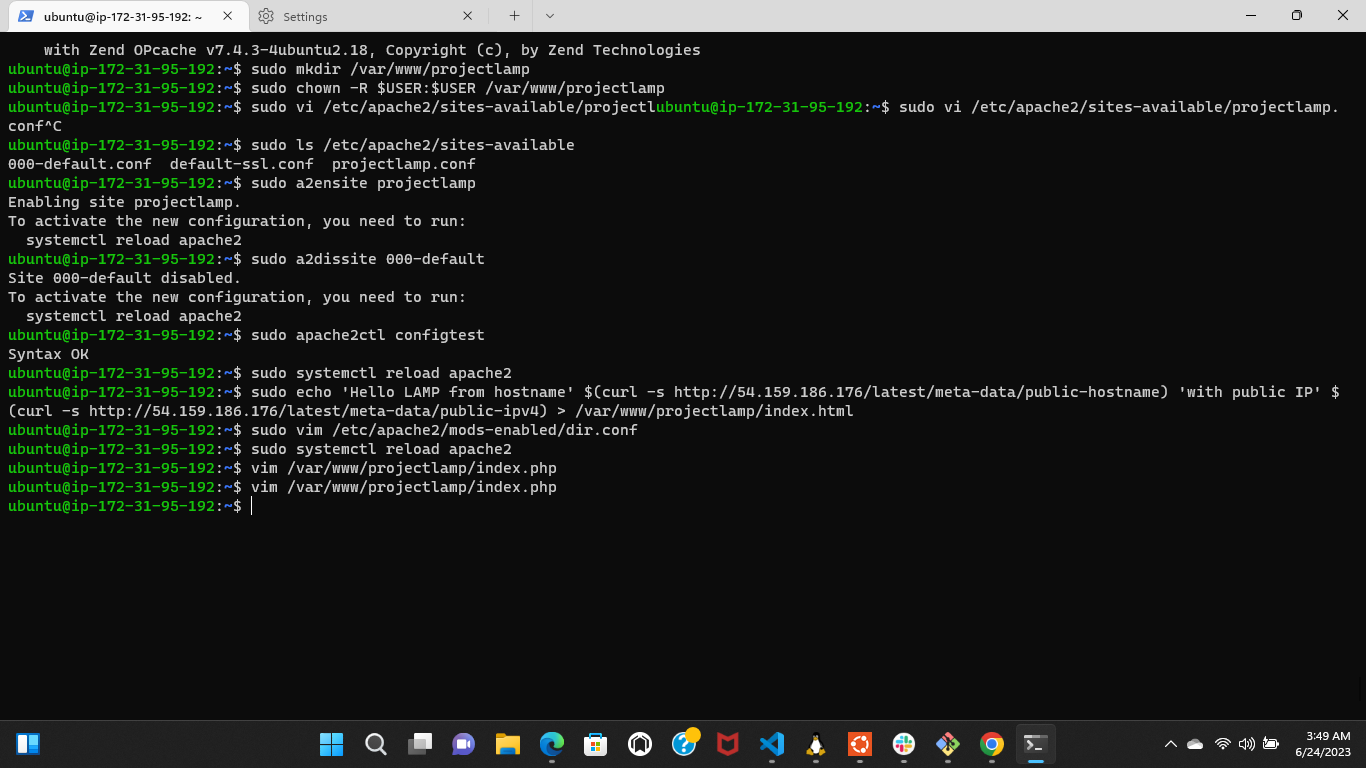 ubuntu@ip-172-31-95-192: ~
Settings
with Zend OPcache v7.4.3-4ubuntu2.18, Copyright (c), by Zend Technologies
ubuntu@ip-172-31-95-192:~$ sudo mkdir /var/www/projectlamp
ubuntu@ip-172-31-95-192:~$ sudo chown -R $USER:$USER /var/www/projectlamp
ubuntu@ip-172-31-95-192:~$ sudo vi /etc/apache2/sites-available/projectlubuntu@ip-172-31-95-192:~$ sudo vi /etc/apache2/sites-available/projectlamp.
conf^C
ubuntu@ip-172-31-95-192:~$ sudo ls /etc/apache2/sites-available
000-default.conf  default-ssl.conf  projectlamp.conf
ubuntu@ip-172-31-95-192:~$ sudo a2ensite projectlamp
Enabling site projectlamp.
To activate the new configuration, you need to run:
  systemctl reload apache2
ubuntu@ip-172-31-95-192:~$ sudo a2dissite 000-default
Site 000-default disabled.
To activate the new configuration, you need to run:
  systemctl reload apache2
ubuntu@ip-172-31-95-192:~$ sudo apache2ctl configtest
Syntax OK
ubuntu@ip-172-31-95-192:~$ sudo systemctl reload apache2
ubuntu@ip-172-31-95-192:~$ sudo echo 'Hello LAMP from hostname' $(curl -s http://54.159.186.176/latest/meta-data/public-hostname) 'with public IP' $
(curl -s http://54.159.186.176/latest/meta-data/public-ipv4) > /var/www/projectlamp/index.html
ubuntu@ip-172-31-95-192:~$ sudo vim /etc/apache2/mods-enabled/dir.conf
ubuntu@ip-172-31-95-192:~$ sudo systemctl reload apache2
ubuntu@ip-172-31-95-192:~$ vim /var/www/projectlamp/index.php
ubuntu@ip-172-31-95-192:~$ vim /var/www/projectlamp/index.php
ubuntu@ip-172-31-95-192:~$
3:49 AM
6/24/2023